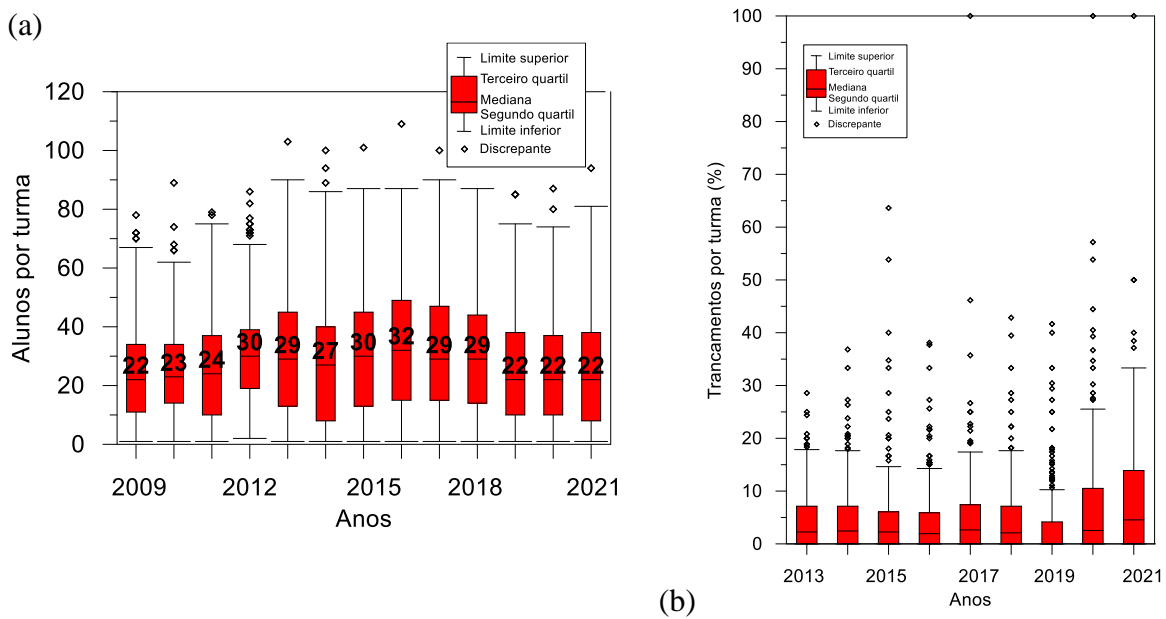 (a)
Limite superior
Terceiro quartil
Mediana
Segundo quartil
Limite inferior
Discrepante
120
100
80
60
40
20
0
Alunos por turma
22
23
24
30
29
27
30
32
29
29
22
22
22
2009
2012
2015
2018
2021
Anos
(b)
100
90
80
70
60
50
40
30
20
10
0
Trancamentos por turma (%)
Limite superior
Terceiro quartil
Mediana
Segundo quartil
Limite inferior
Discrepante
2013
2015
2017
2019
2021
Anos